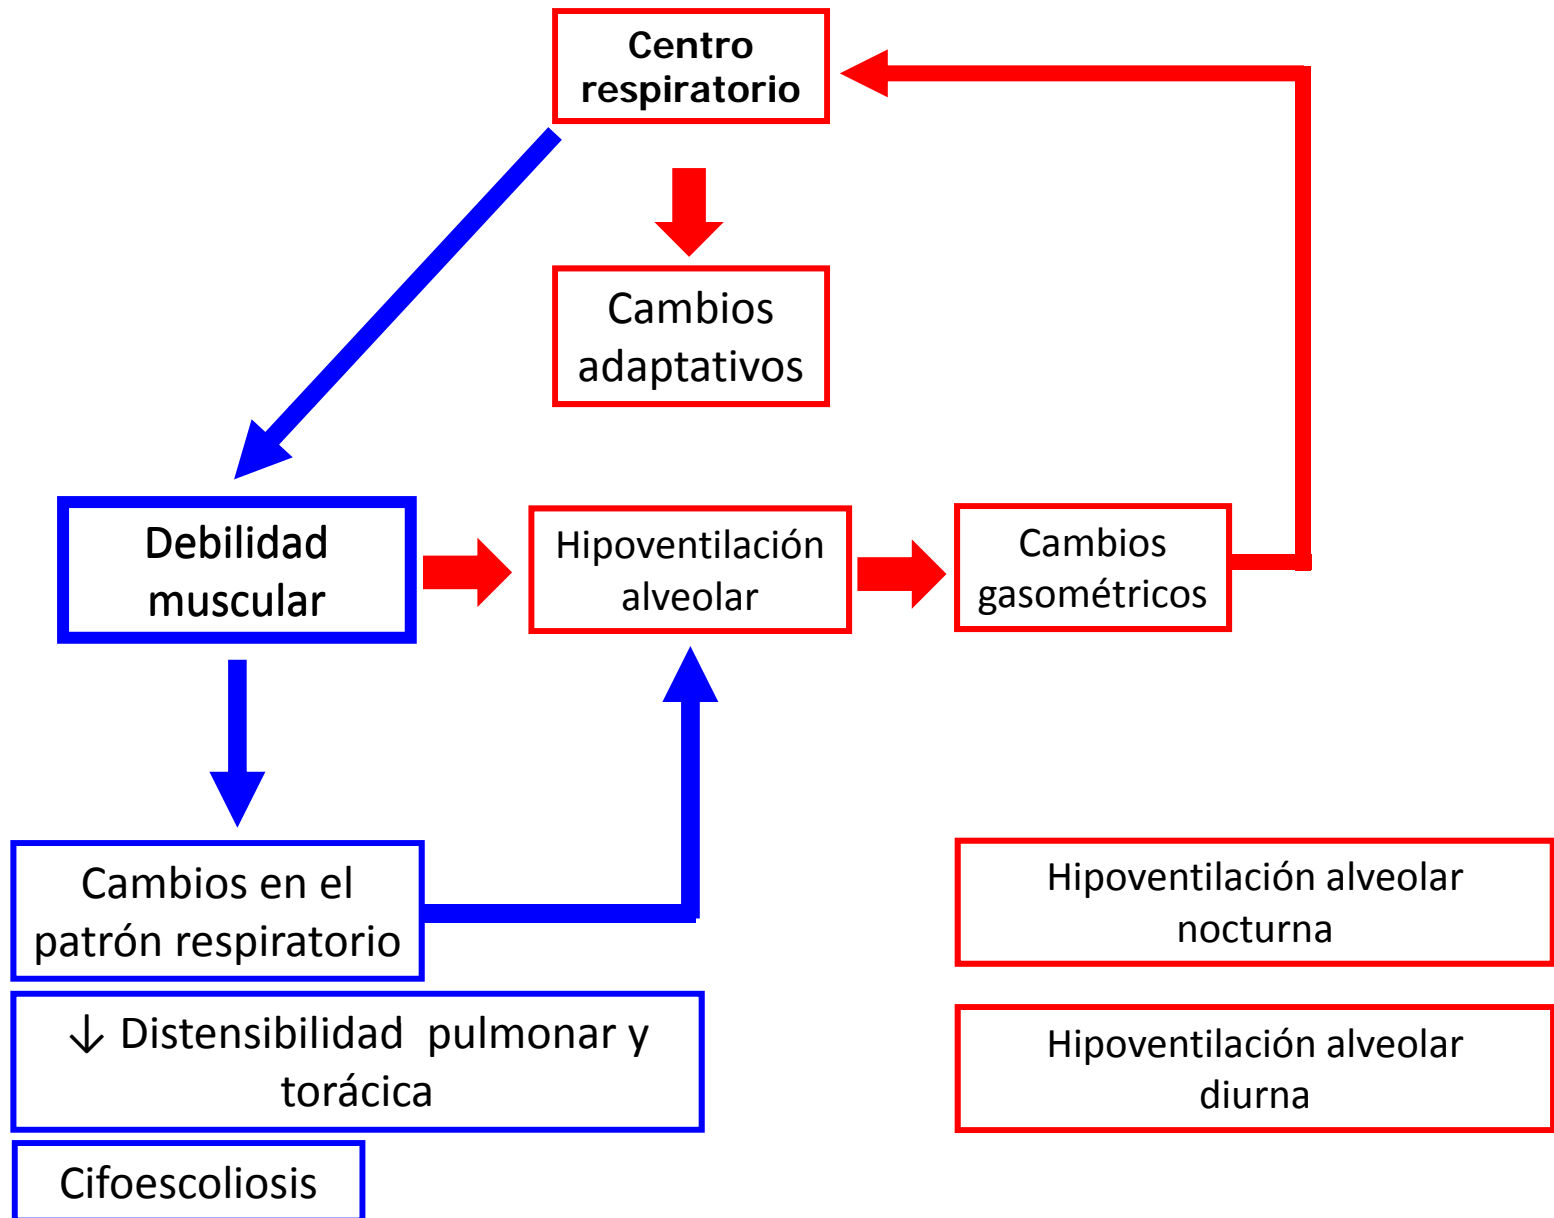 Centro
respiratorio
Cambios
adaptativos
Debilidad
muscular
Hipoventilación
alveolar
Cambios
gasométricos
Cambios en el
patrón respiratorio
↓ Distensibilidad pulmonar y
torácica
Cifoescoliosis
Hipoventilación alveolar
nocturna
Hipoventilación alveolar
diurna